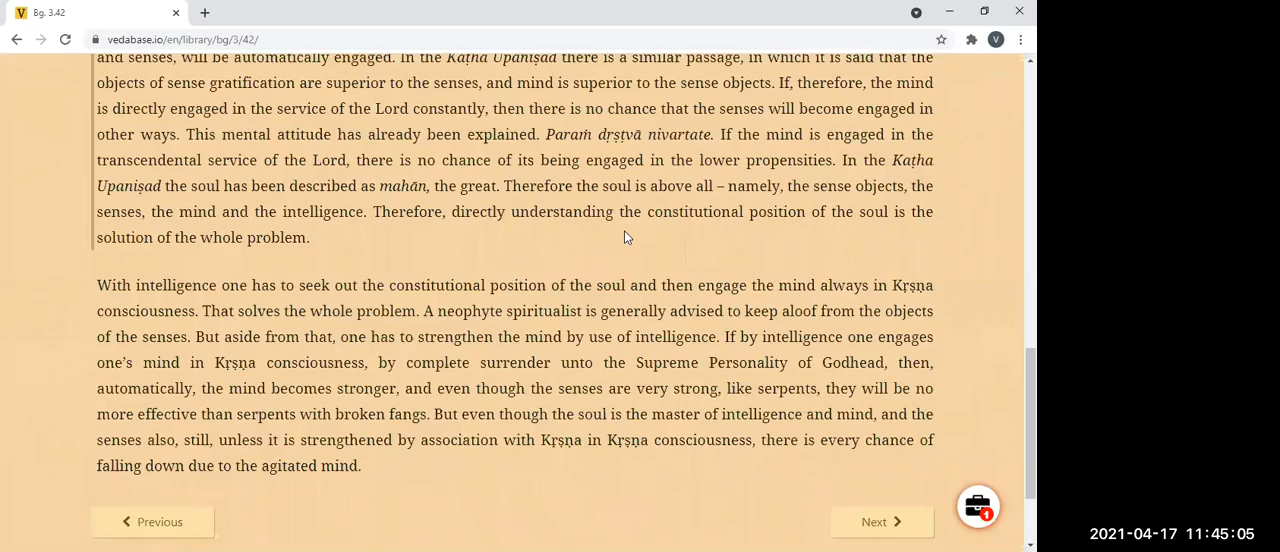 Bg. 3.42
vedabase.io/en/library/bg/3/42/
V
and senses, will be automatically engaged. In the Kaṭha Upaniṣad there is a similar passage, in which it is said that the
objects of sense gratification are superior to the senses, and mind is superior to the sense objects. If, therefore, the mind
is directly engaged in the service of the Lord constantly, then there is no chance that the senses will become engaged in
other ways. This mental attitude has already been explained. Paraṁ dṛṣṭvā nivartate. If the mind is engaged in the
transcendental service of the Lord, there is no chance of its being engaged in the lower propensities. In the Kaṭha
Upaniṣad the soul has been described as mahān, the great. Therefore the soul is above all – namely, the sense objects, the
senses, the mind and the intelligence. Therefore, directly understanding the constitutional position of the soul is the
solution of the whole problem.
With intelligence one has to seek out the constitutional position of the soul and then engage the mind always in Kṛṣṇa
consciousness. That solves the whole problem. A neophyte spiritualist is generally advised to keep aloof from the objects
of the senses. But aside from that, one has to strengthen the mind by use of intelligence. If by intelligence one engages
one’s mind in Kṛṣṇa consciousness, by complete surrender unto the Supreme Personality of Godhead, then,
automatically, the mind becomes stronger, and even though the senses are very strong, like serpents, they will be no
more effective than serpents with broken fangs. But even though the soul is the master of intelligence and mind, and the
senses also, still, unless it is strengthened by association with Kṛṣṇa in Kṛṣṇa consciousness, there is every chance of
falling down due to the agitated mind.
Previous
Next
1
2021-04-17 11:45:05